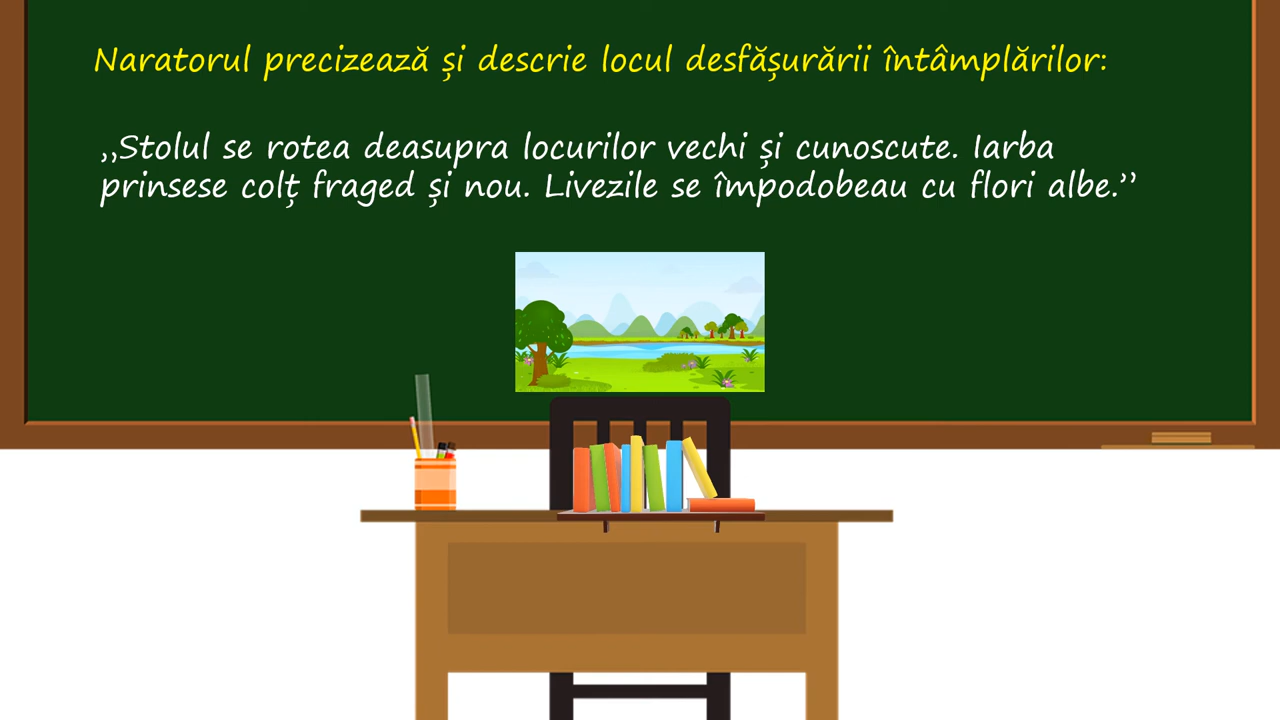 Naratorul precizează și descrie locul desfășurării întâmplărilor:
„Stolul se rotea deasupra locurilor vechi și cunoscute. Iarba
prinsese colț fraged și nou. Livezile se împodobeau cu flori albe.”